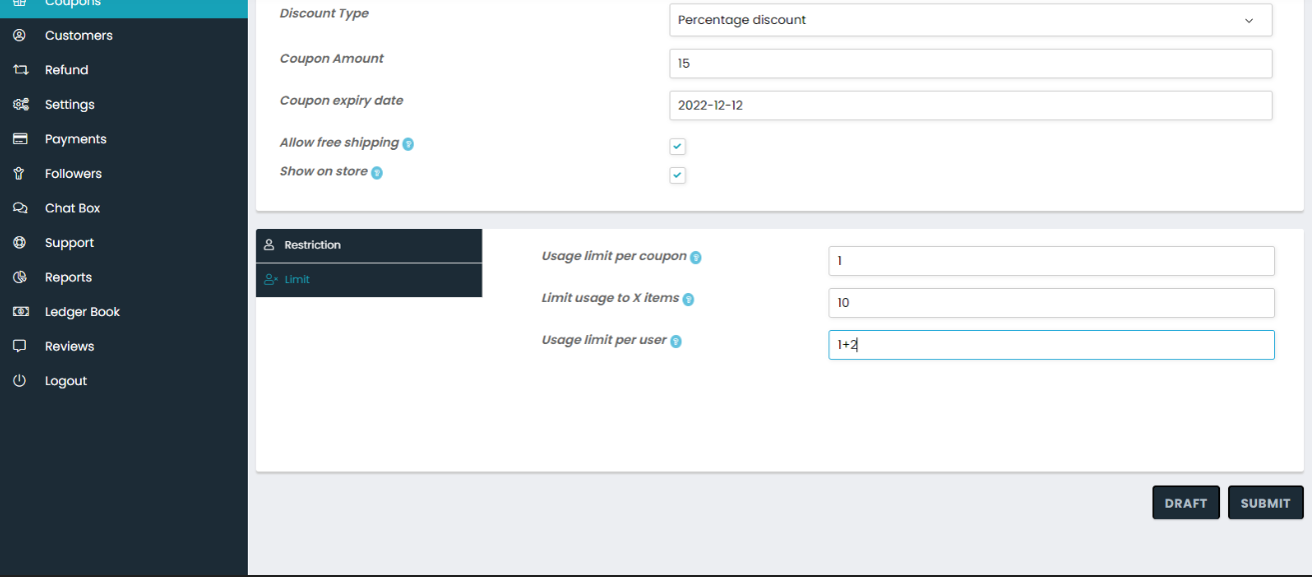 Coupons
Customers
Refund
Settings
Payments
Followers
Chat Box
Support
Reports
Ledger Book
Reviews
Logout
Discount Type
Percentage discount
Coupon Amount
15
Coupon expiry date
2022-12-12
Allow free shipping
Show on store
Restriction
Limit
Usage limit per coupon
1
Limit usage to X items
10
Usage limit per user
1+2
DRAFT
SUBMIT